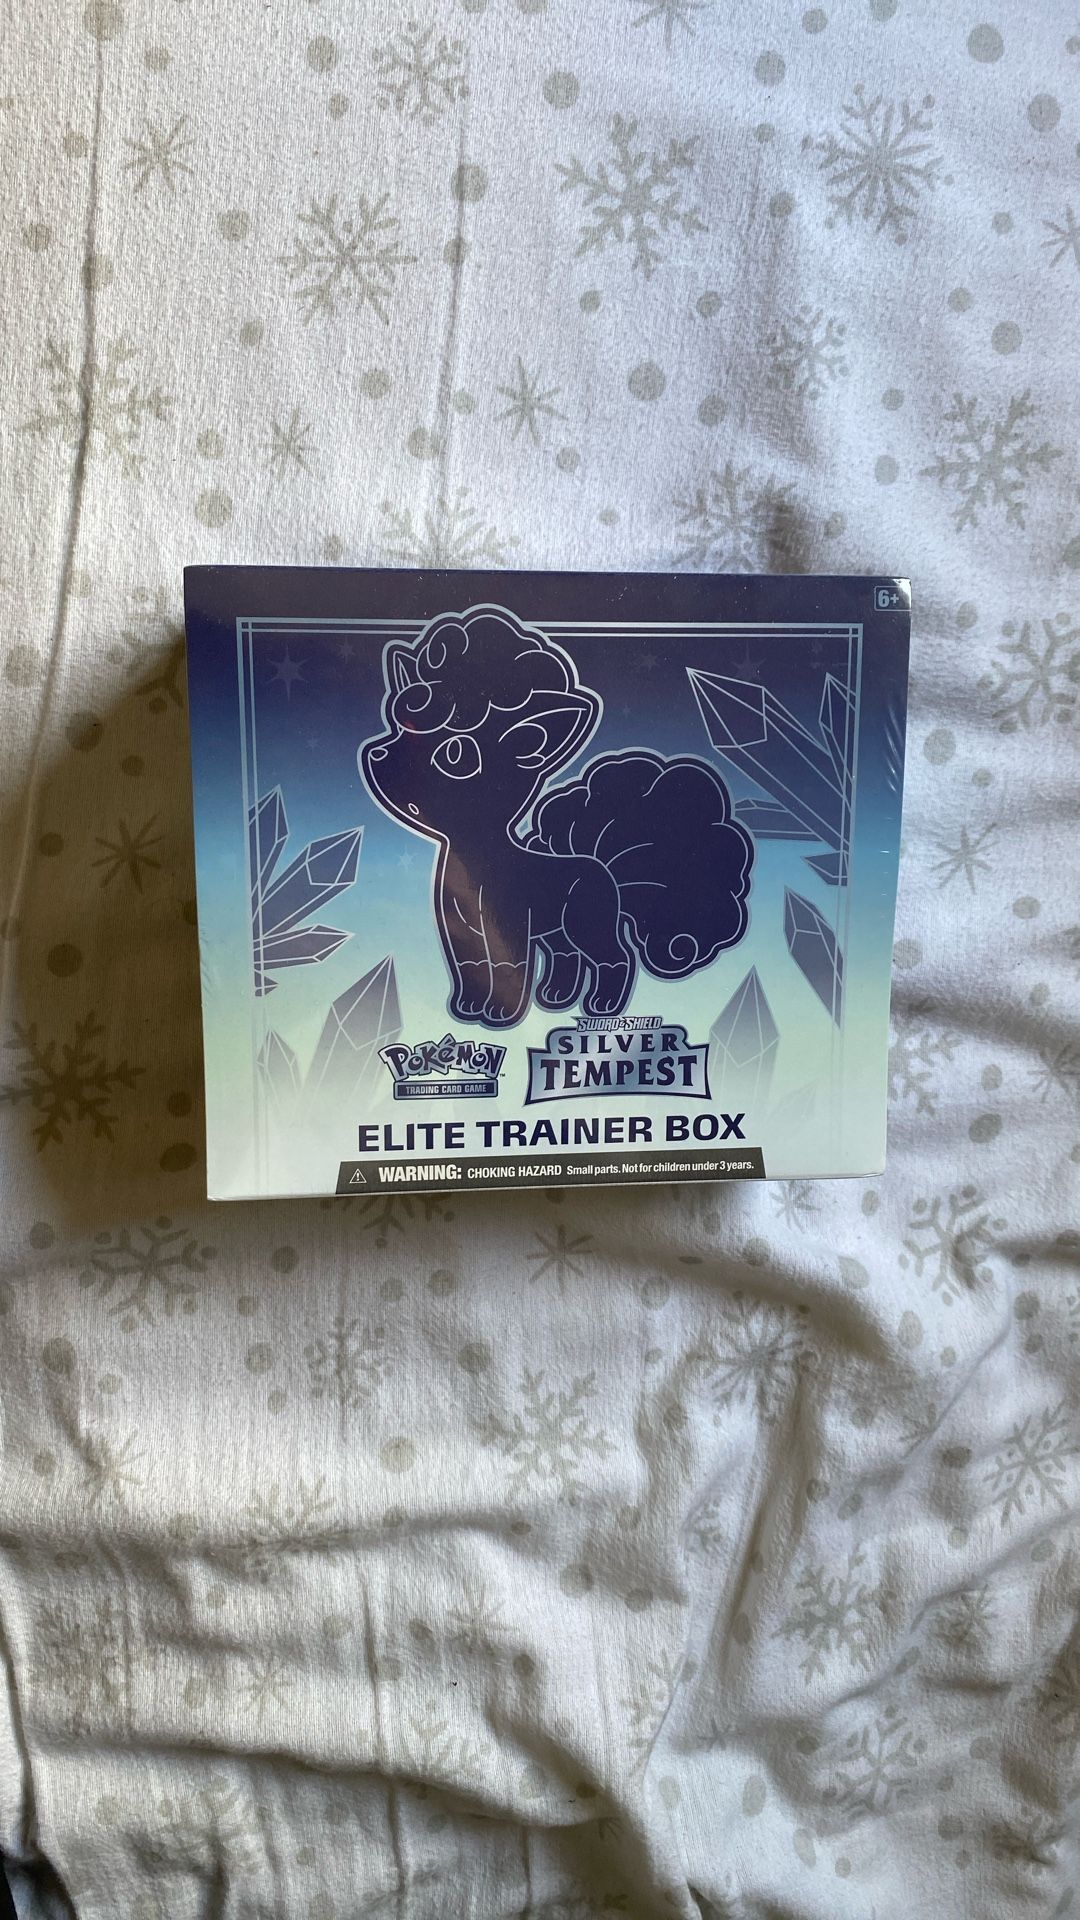 6+
POKéMON™
TRADING CARD GAME
SWORD & SHIELD
SILVER
TEMPEST
ELITE TRAINER BOX
⚠ WARNING: CHOKING HAZARD Small parts. Not for children under 3 years.